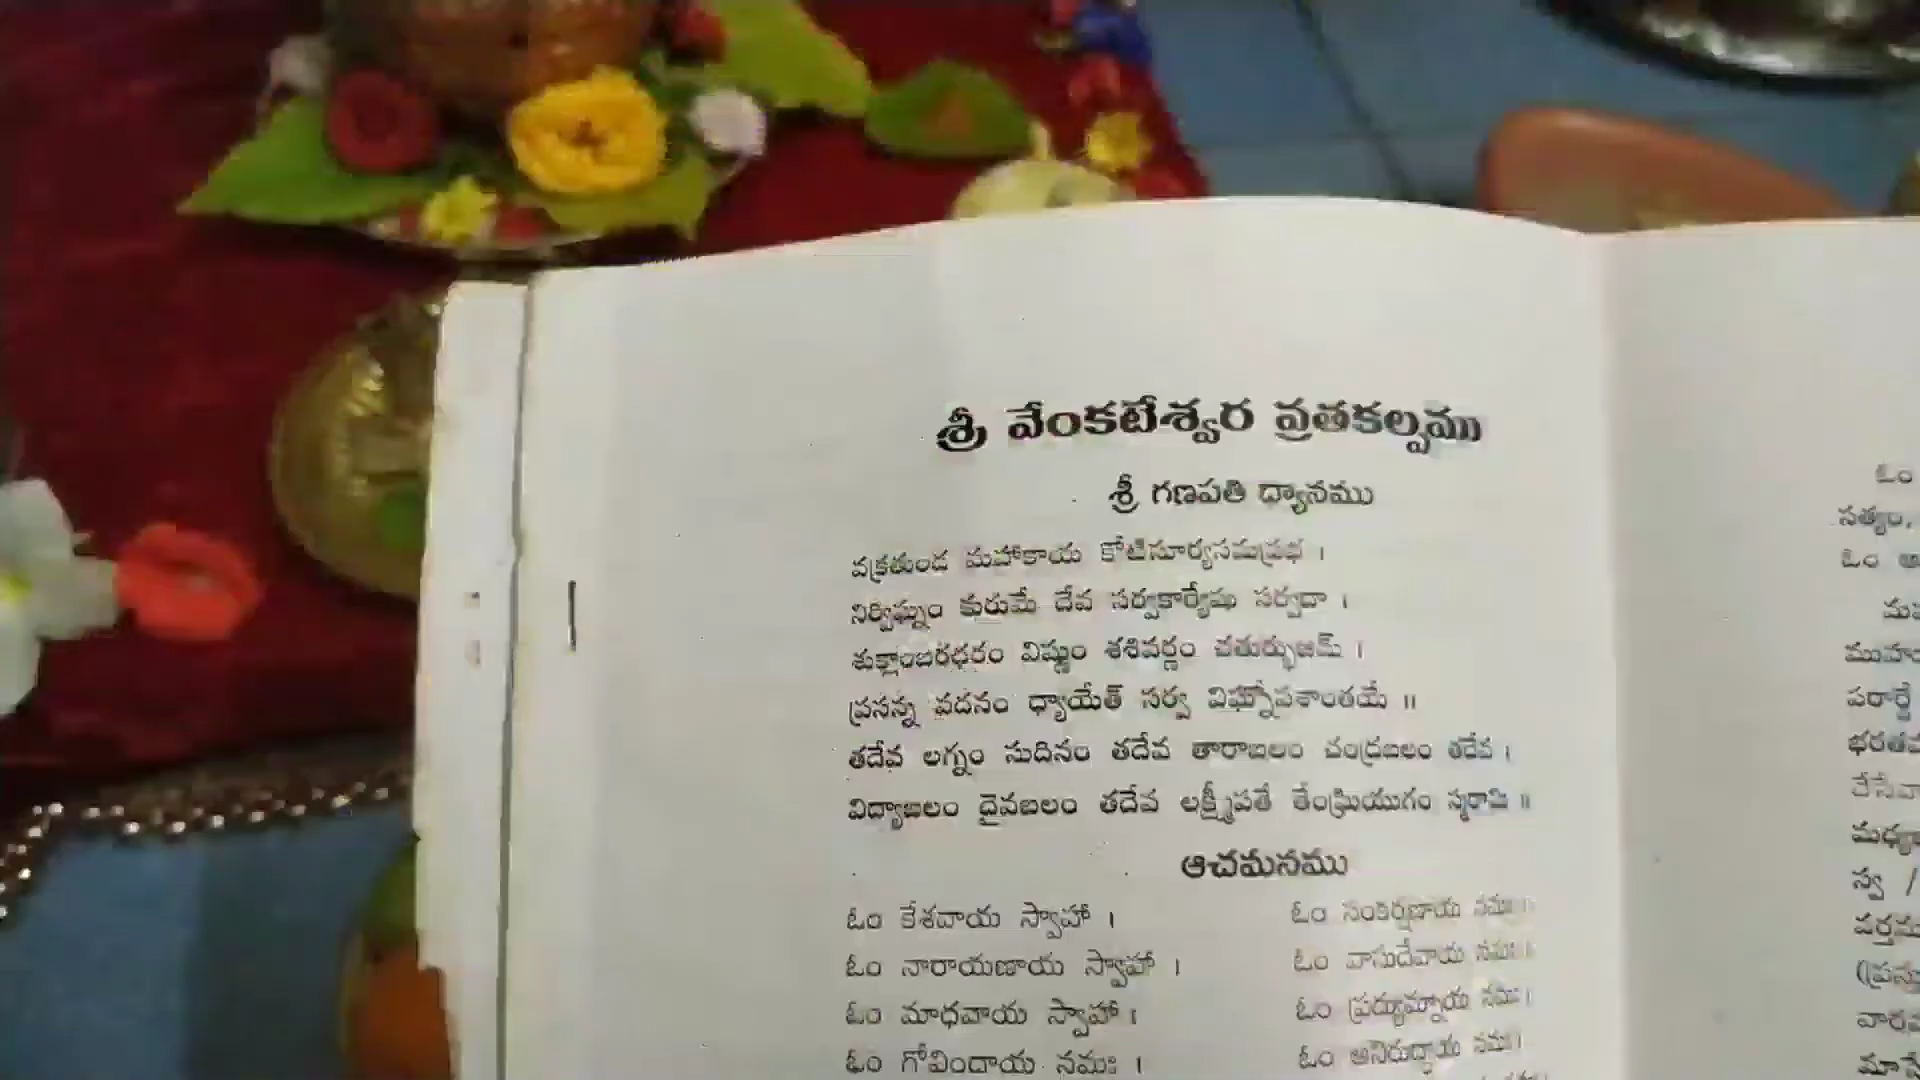 శ్రీ వేంకటేశ్వర వ్రతకల్పము
శ్రీ గణపతి ధ్యానము
వక్రతుండ మహాకాయ కోటిసూర్యసమప్రభ ।
నిర్విఘ్నం కురుమే దేవ సర్వకార్యేషు సర్వదా ।
శుక్లాంబరధరం విష్ణుం శశివర్ణం చతుర్భుజమ్ ।
ప్రసన్న వదనం ధ్యాయేత్ సర్వ విఘ్నోపశాంతయే ॥
తదేవ లగ్నం సుదినం తదేవ తారాబలం చంద్రబలం తదేవ ।
విద్యాబలం దైవబలం తదేవ లక్ష్మీపతే తేంఘ్రియుగం స్మరామి ॥
ఆచమనము
ఓం కేశవాయ స్వాహా ।
ఓం నారాయణాయ స్వాహా ।
ఓం మాధవాయ స్వాహా ।
ఓం గోవిందాయ నమః ।
ఓం సంకర్షణాయ నమః ।
ఓం వాసుదేవాయ నమః ।
ఓం ప్రద్యుమ్నాయ నమః ।
ఓం అనిరుద్ధాయ నమః ।
ఓం
సత్యం,
ఓం
పరార్థే
స్వ /